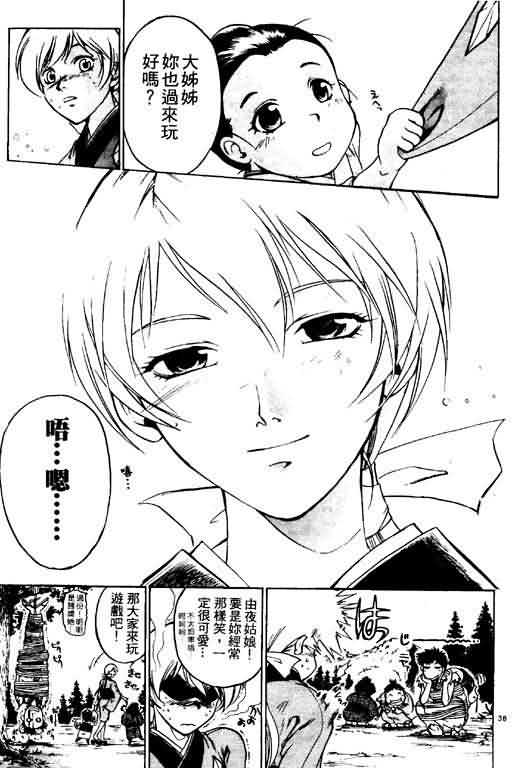 大姊姊
妳也過來玩
好嗎？
唔…嗯……
唔…
由夜姑娘！
要是妳經常
那樣笑，一
定很可愛…
那大家來玩
遊戲吧！
38